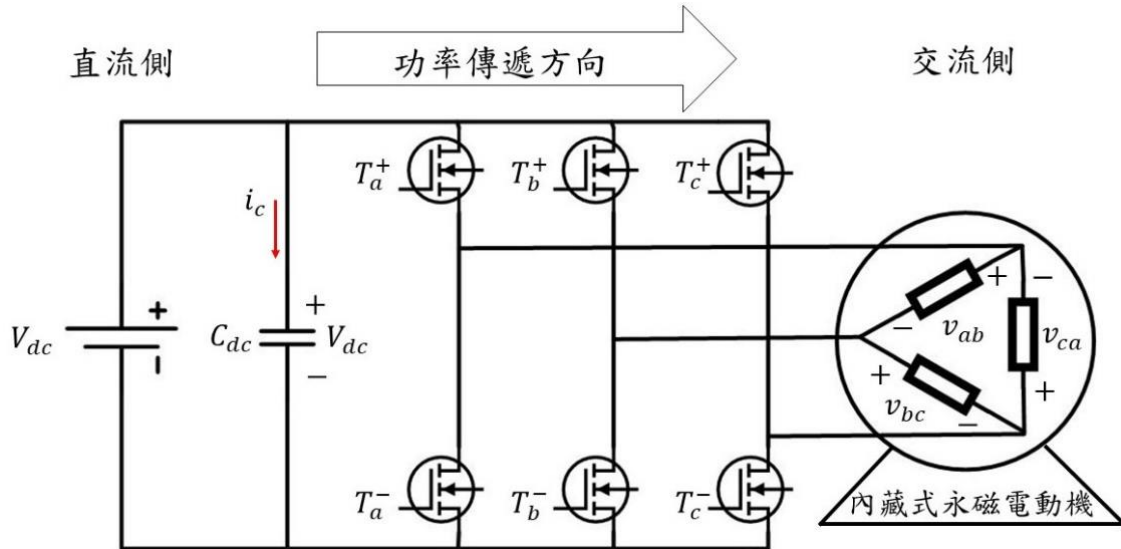 直流側
功率傳遞方向
交流側
T_a^+
T_b^+
T_c^+
i_c
+
V_dc
−
C_dc
+
V_dc
−
+
−
v_ab
−
+
v_bc
−
−
v_ca
+
T_a^-
T_b^-
T_c^-
內藏式永磁電動機